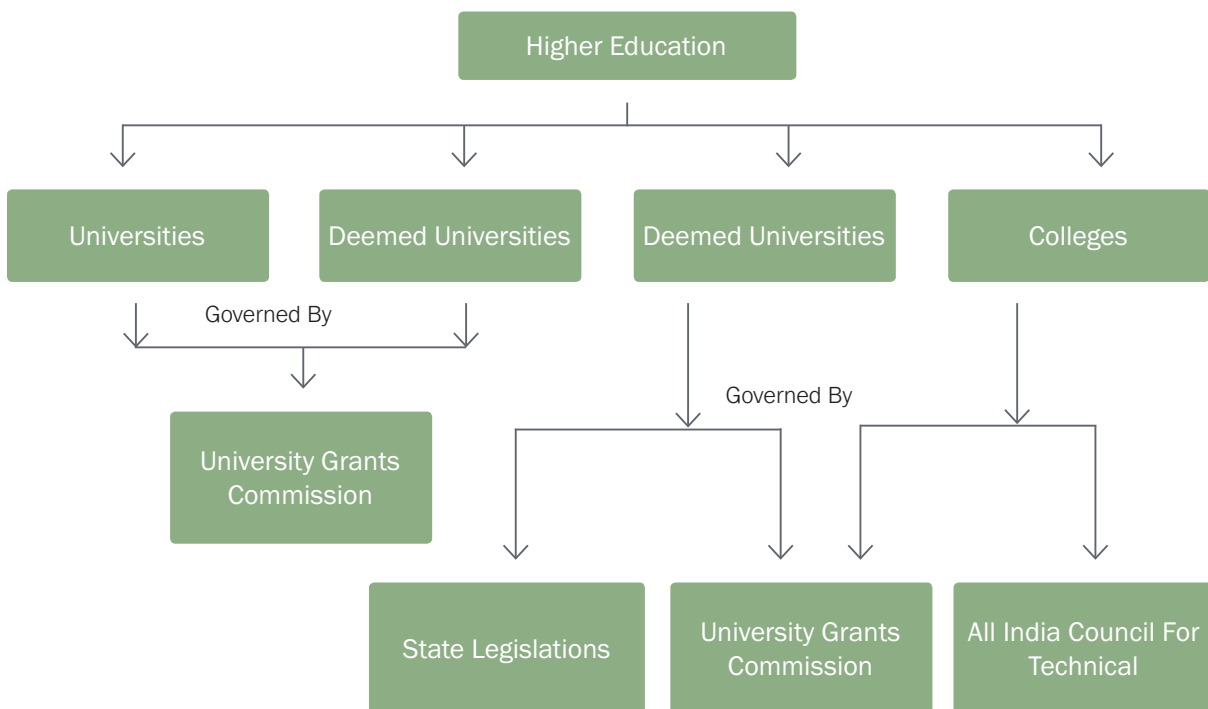 Higher Education
Universities
Deemed Universities
Deemed Universities
Colleges
Governed By
University Grants
Commission
Governed By
State Legislations
University Grants
Commission
All India Council For
Technical